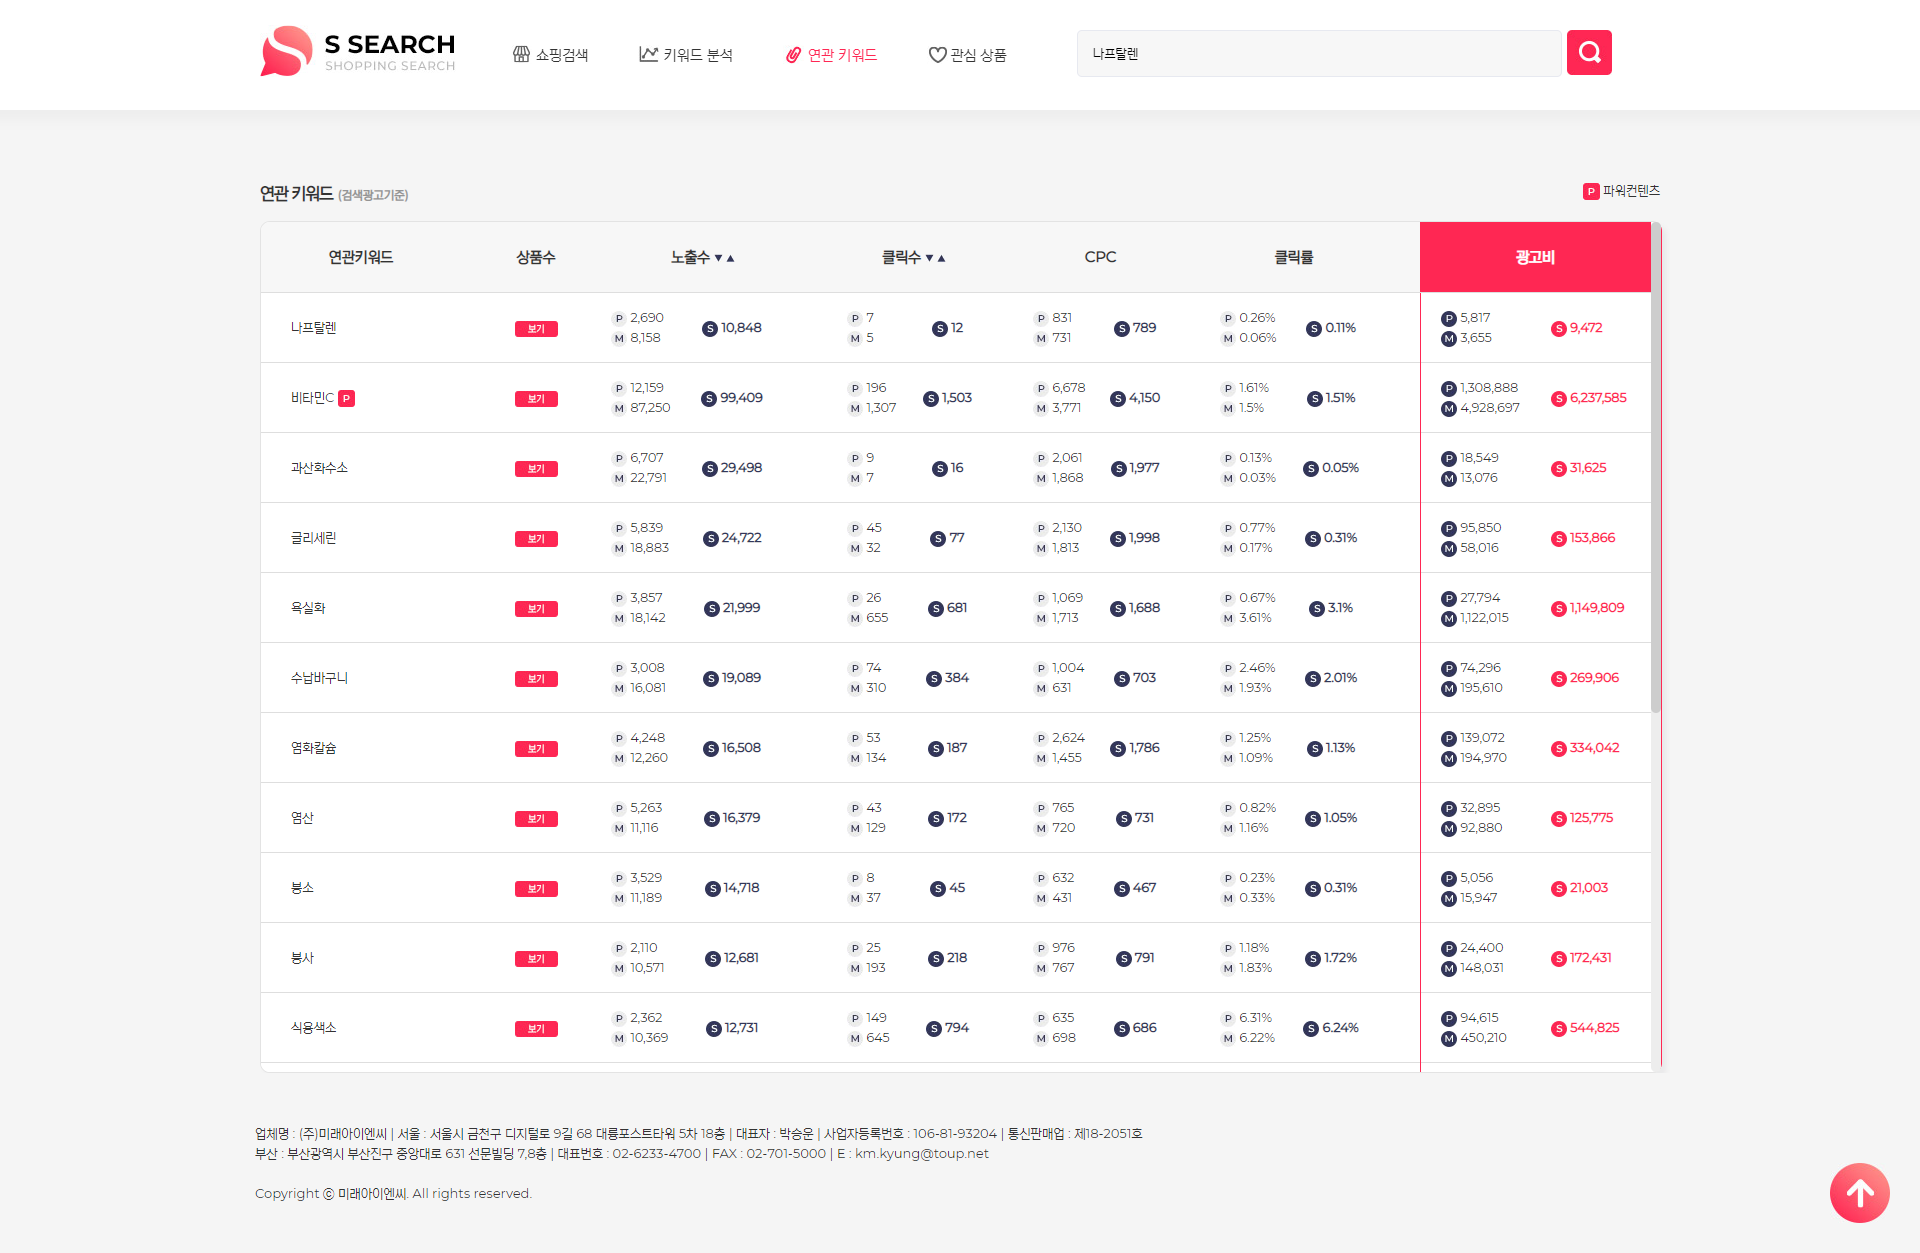 S SEARCH
SHOPPING SEARCH
쇼핑검색
키워드 분석
연관 키워드
관심 상품
나프탈렌
연관 키워드 (검색광고기준)
P 파워컨텐츠
연관키워드 상품수 노출수 ▼▲ 클릭수 ▼▲ CPC 클릭률 광고비
나프탈렌 보기 P 2,690 M 8,158 S 10,848 P 7 M 5 S 12 P 831 M 731 S 789 P 0.26% M 0.06% S 0.11% P 5,817 M 3,655 S 9,472
비타민C P 보기 P 12,159 M 87,250 S 99,409 P 196 M 1,307 S 1,503 P 6,678 M 3,771 S 4,150 P 1.61% M 1.5% S 1.51% P 1,308,888 M 4,928,697 S 6,237,585
과산화수소 보기 P 6,707 M 22,791 S 29,498 P 9 M 7 S 16 P 2,061 M 1,868 S 1,977 P 0.13% M 0.03% S 0.05% P 18,549 M 13,076 S 31,625
글리세린 보기 P 5,839 M 18,883 S 24,722 P 45 M 32 S 77 P 2,130 M 1,813 S 1,998 P 0.77% M 0.17% S 0.31% P 95,850 M 58,016 S 153,866
욕실화 보기 P 3,857 M 18,142 S 21,999 P 26 M 655 S 681 P 1,069 M 1,713 S 1,688 P 0.67% M 3.61% S 3.1% P 27,794 M 1,122,015 S 1,149,809
수납바구니 보기 P 3,008 M 16,081 S 19,089 P 74 M 310 S 384 P 1,004 M 631 S 703 P 2.46% M 1.93% S 2.01% P 74,296 M 195,610 S 269,906
염화칼슘 보기 P 4,248 M 12,260 S 16,508 P 53 M 134 S 187 P 2,624 M 1,455 S 1,786 P 1.25% M 1.09% S 1.13% P 139,072 M 194,970 S 334,042
염산 보기 P 5,263 M 11,116 S 16,379 P 43 M 129 S 172 P 765 M 720 S 731 P 0.82% M 1.16% S 1.05% P 32,895 M 92,880 S 125,775
붕소 보기 P 3,529 M 11,189 S 14,718 P 8 M 37 S 45 P 632 M 431 S 467 P 0.23% M 0.33% S 0.31% P 5,056 M 15,947 S 21,003
붕사 보기 P 2,110 M 10,571 S 12,681 P 25 M 193 S 218 P 976 M 767 S 791 P 1.18% M 1.83% S 1.72% P 24,400 M 148,031 S 172,431
식용색소 보기 P 2,362 M 10,369 S 12,731 P 149 M 645 S 794 P 635 M 698 S 686 P 6.31% M 6.22% S 6.24% P 94,615 M 450,210 S 544,825
업체명 : (주)미래아이엔씨 | 서울 : 서울시 금천구 디지털로 9길 68 대륭포스트타워 5차 18층 | 대표자 : 박승운 | 사업자등록번호 : 106-81-93204 | 통신판매업 : 제18-2051호
부산 : 부산광역시 부산진구 중앙대로 631 선문빌딩 7,8층 | 대표번호 : 02-6233-4700 | FAX : 02-701-5000 | E : km.kyung@toup.net
Copyright ⓒ 미래아이엔씨. All rights reserved.